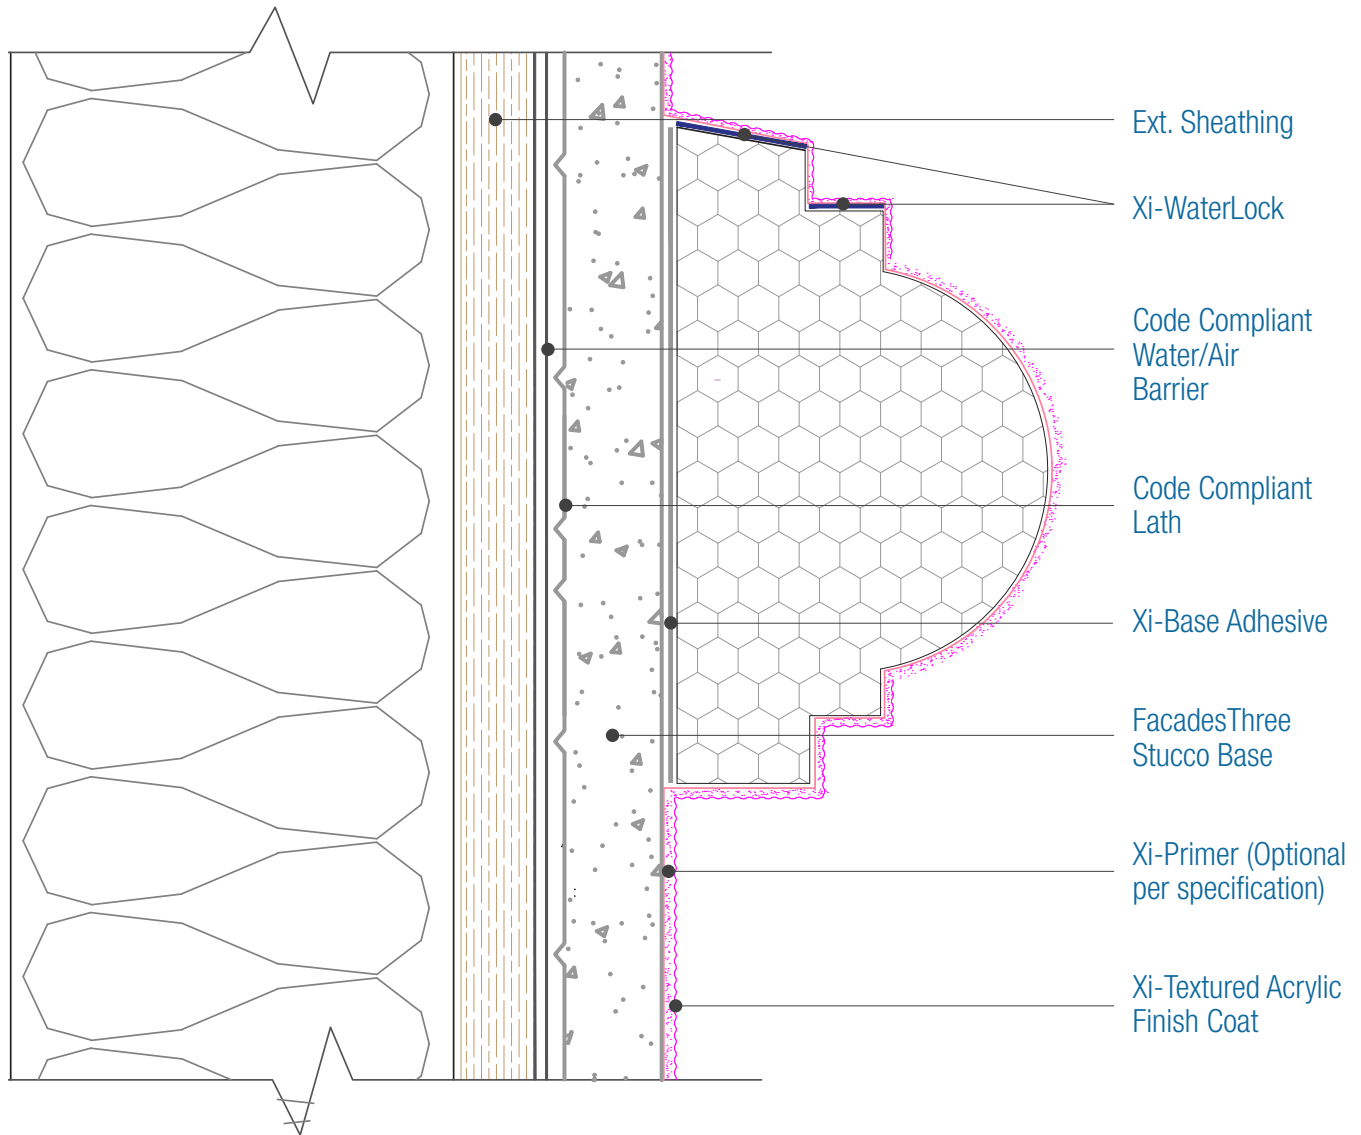 Ext. Sheathing
Xi-WaterLock
Code Compliant
Water/Air
Barrier
Code Compliant
Lath
Xi-Base Adhesive
FacadesThree
Stucco Base
Xi-Primer (Optional
per specification)
Xi-Textured Acrylic
Finish Coat